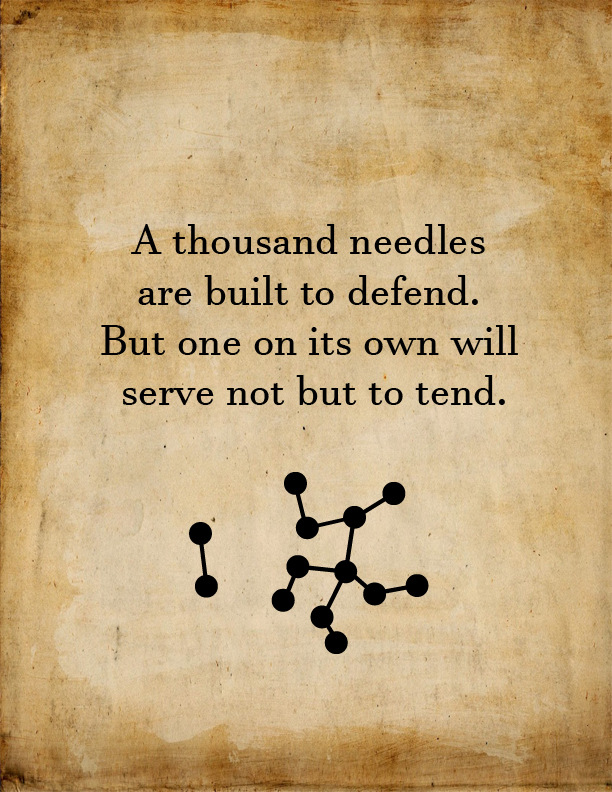 A thousand needles
are built to defend.
But one on its own will
serve not but to tend.